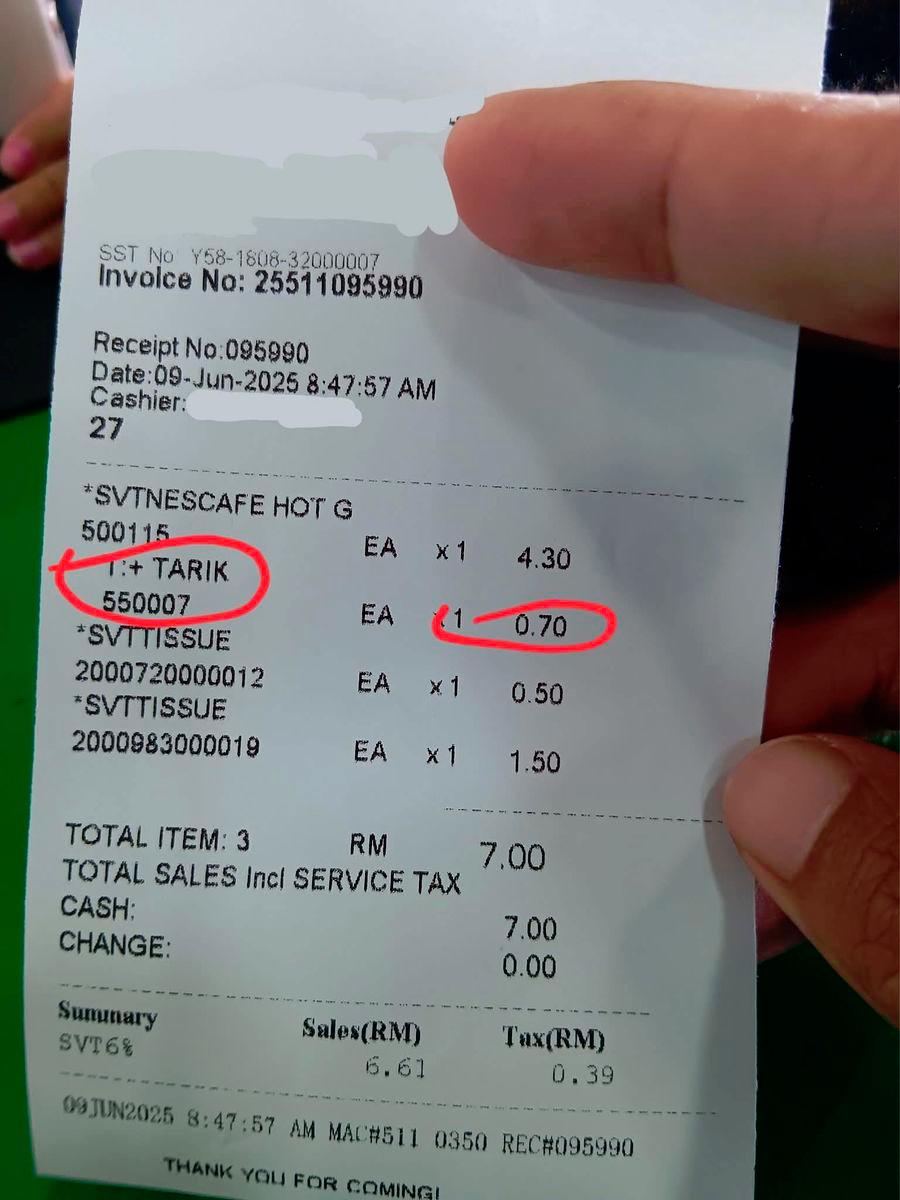 SST No: Y58-1808-32000007
Invoice No: 25511095990
Receipt No:095990
Date:09-Jun-2025 8:47:57 AM
Cashier:
27
*SVTNESCAFE HOT G
500115 EA x 1 4.30
+ TARIK
550007 EA x1 0.70
*SVTTISSUE
2000720000012 EA x 1 0.50
*SVTTISSUE
2000983000019 EA x 1 1.50
TOTAL ITEM: 3 RM 7.00
TOTAL SALES Incl SERVICE TAX
CASH: 7.00
CHANGE: 0.00
Summary Sales(RM) Tax(RM)
SVT6% 6.61 0.39
09JUN2025 8:47:57 AM MAC#511 0350 REC#095990
THANK YOU FOR COMING!